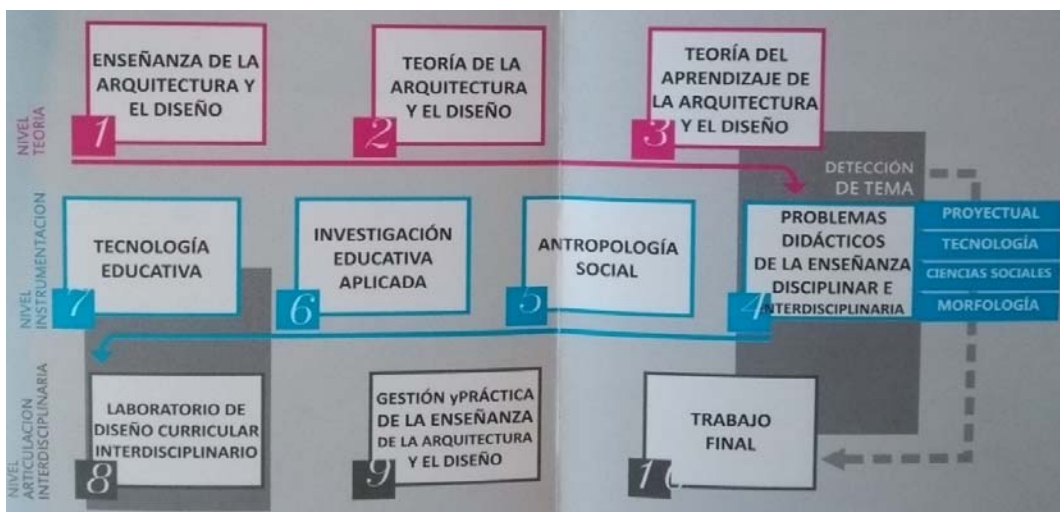 NIVEL
TEORIA
ENSEÑANZA DE LA
ARQUITECTURA Y
EL DISEÑO
1
TEORÍA DE LA
ARQUITECTURA
Y EL DISEÑO
2
TEORÍA DEL
APRENDIZAJE DE
LA ARQUITECTURA
Y EL DISEÑO
3
DETECCIÓN
DE TEMA
NIVEL
INSTRUMENTACION
TECNOLOGÍA
EDUCATIVA
7
INVESTIGACIÓN
EDUCATIVA
APLICADA
6
ANTROPOLOGÍA
SOCIAL
5
PROBLEMAS
DIDÁCTICOS
DE LA ENSEÑANZA
DISCIPLINAR E
INTERDISCIPLINARIA
4
PROYECTUAL
TECNOLOGÍA
CIENCIAS SOCIALES
MORFOLOGÍA
NIVEL
ARTICULACION
INTERDISCIPLINARIA
LABORATORIO DE
DISEÑO CURRICULAR
INTERDISCIPLINARIO
8
GESTIÓN yPRÁCTICA
DE LA ENSEÑANZA
DE LA ARQUITECTURA
Y EL DISEÑO
9
TRABAJO
FINAL
10